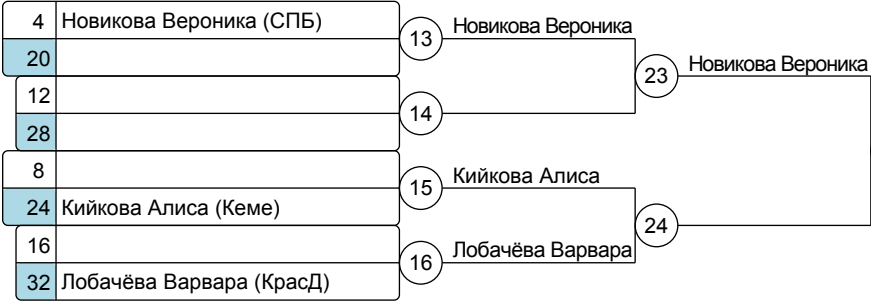 4 Новикова Вероника (СПБ)
20
13 Новикова Вероника
12
28
14
23 Новикова Вероника
8
24 Кийкова Алиса (Кеме)
15 Кийкова Алиса
16
32 Лобачёва Варвара (КрасД)
16 Лобачёва Варвара
24